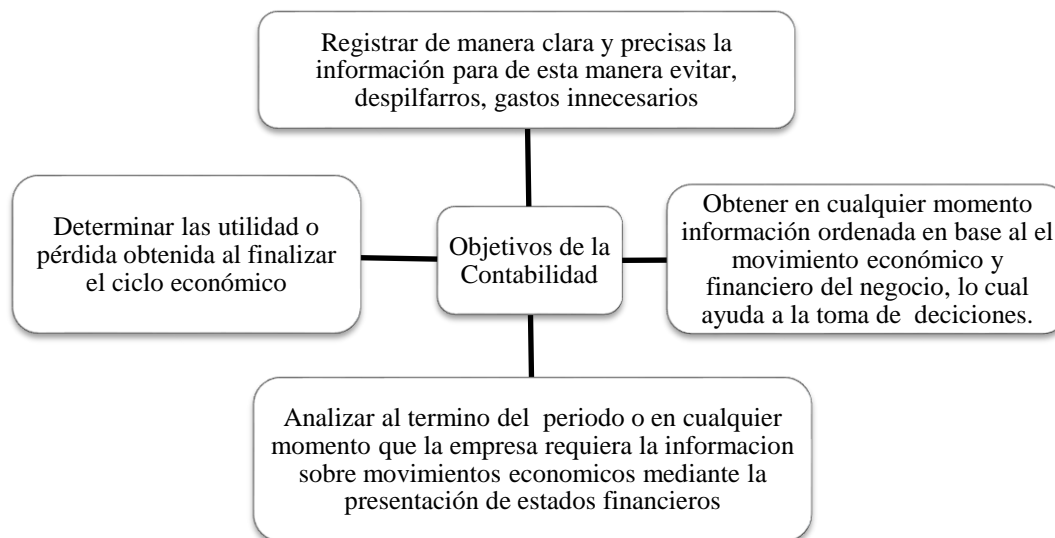 Registrar de manera clara y precisas la
información para de esta manera evitar,
despilfarros, gastos innecesarios
Determinar las utilidad o
pérdida obtenida al finalizar
el ciclo económico
Objetivos de la
Contabilidad
Obtener en cualquier momento
información ordenada en base al el
movimiento económico y
financiero del negocio, lo cual
ayuda a la toma de deciciones.
Analizar al termino del periodo o en cualquier
momento que la empresa requiera la informacion
sobre movimientos economicos mediante la
presentación de estados financieros